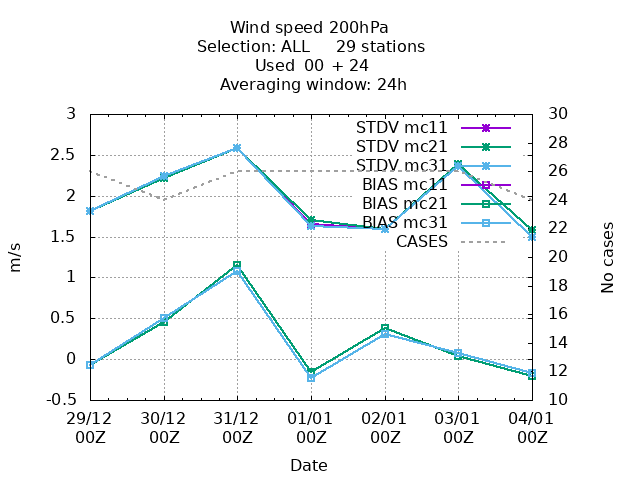 Wind speed 200hPa
Selection: ALL     29 stations
Used  00  + 24
Averaging window: 24h
3
2.5
2
1.5
1
0.5
0
-0.5
m/s
30
28
26
24
22
20
18
16
14
12
10
No cases
STDV mc11
STDV mc21
STDV mc31
BIAS mc11
BIAS mc21
BIAS mc31
CASES
29/12 30/12 31/12 01/01 02/01 03/01 04/01
00Z 00Z 00Z 00Z 00Z 00Z 00Z
Date